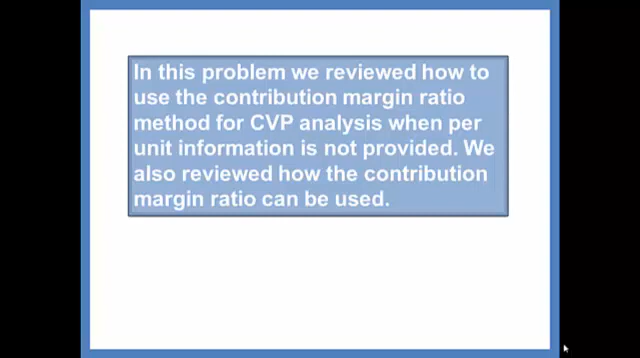 In this problem we reviewed how to
use the contribution margin ratio
method for CVP analysis when per
unit information is not provided. We
also reviewed how the contribution
margin ratio can be used.